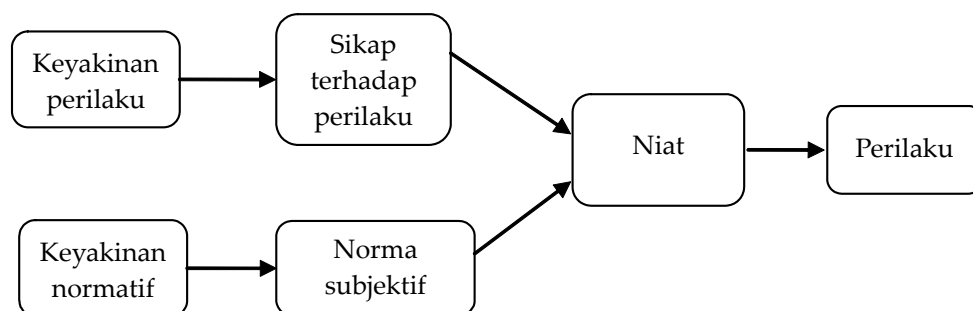 Keyakinan
perilaku
Sikap
terhadap
perilaku
Niat
Perilaku
Keyakinan
normatif
Norma
subjektif